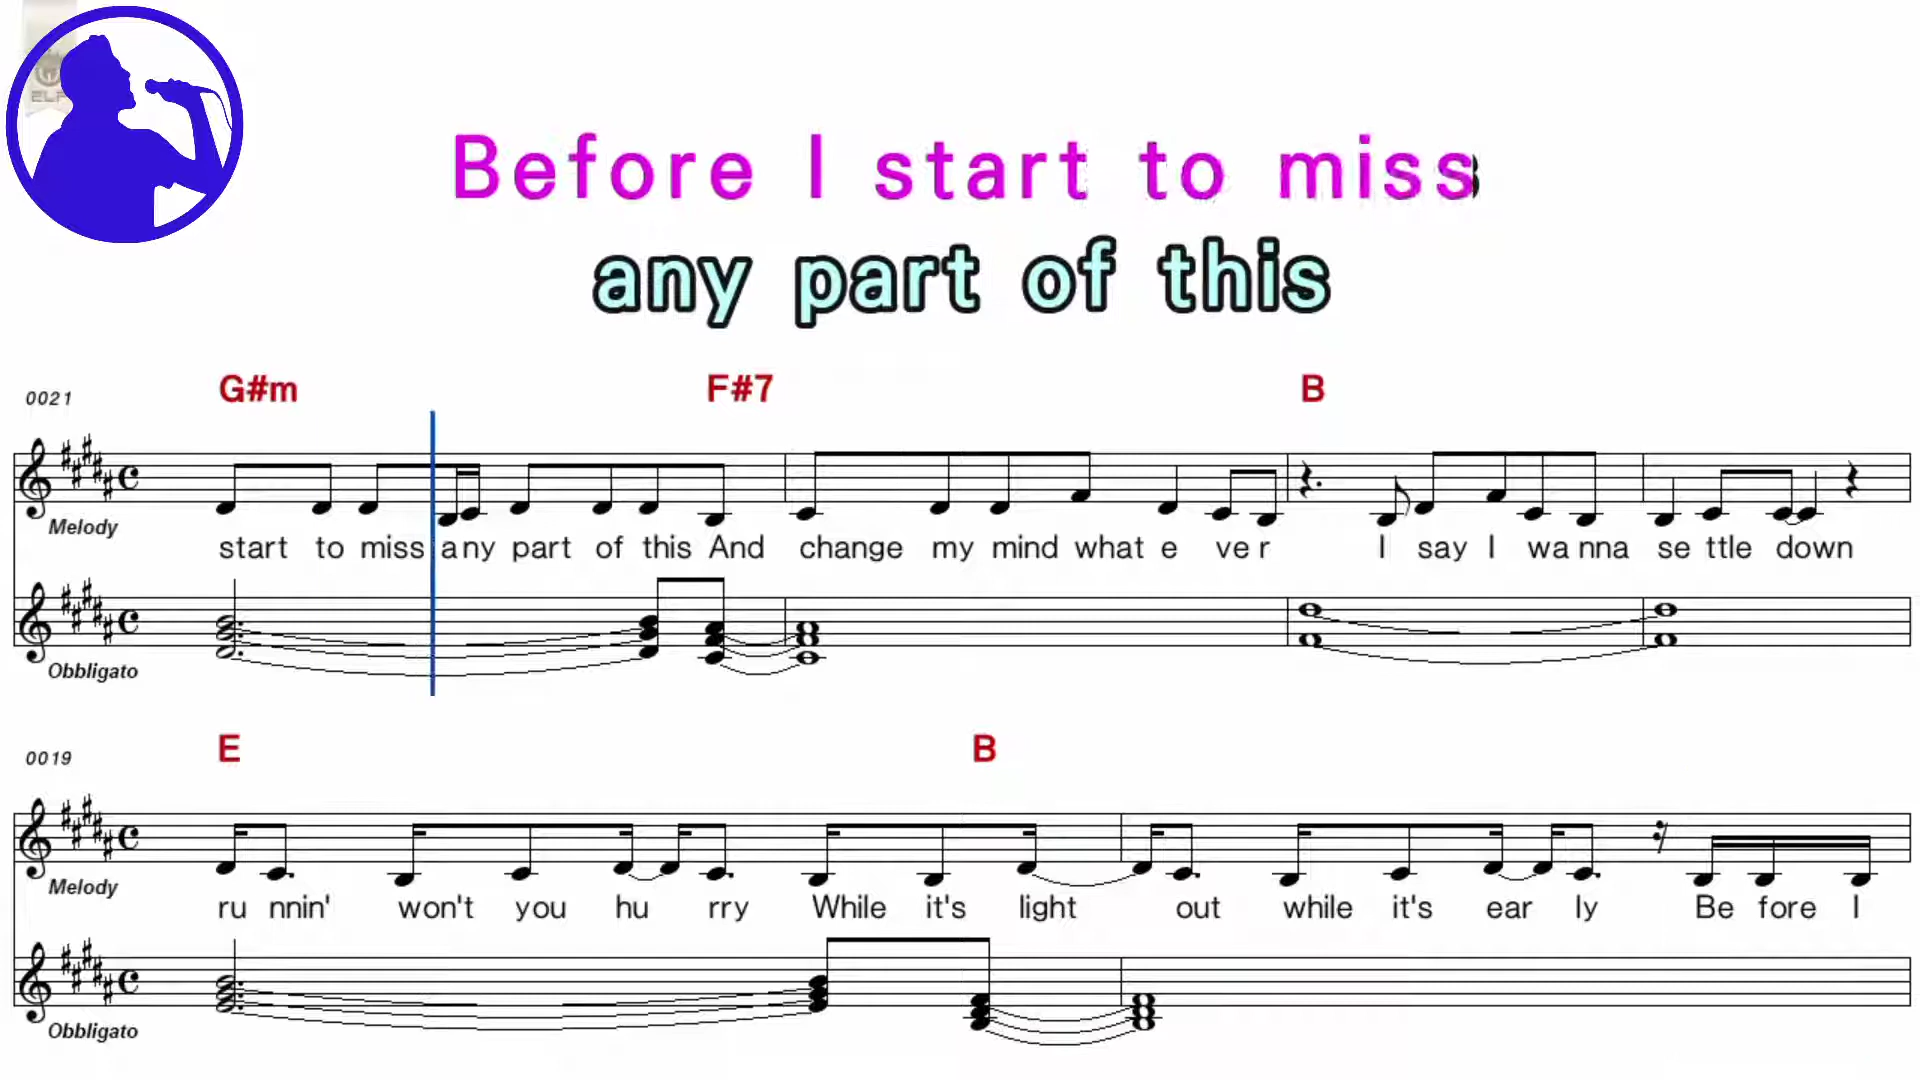 Before I start to miss
any part of this
0021 G#m F#7 B
Melody
start to miss any part of this And change my mind what e ver I say I wa nna se ttle down
Obbligato
0019 E B
Melody
ru nnin' won't you hu rry While it's light out while it's ear ly Be fore I
Obbligato